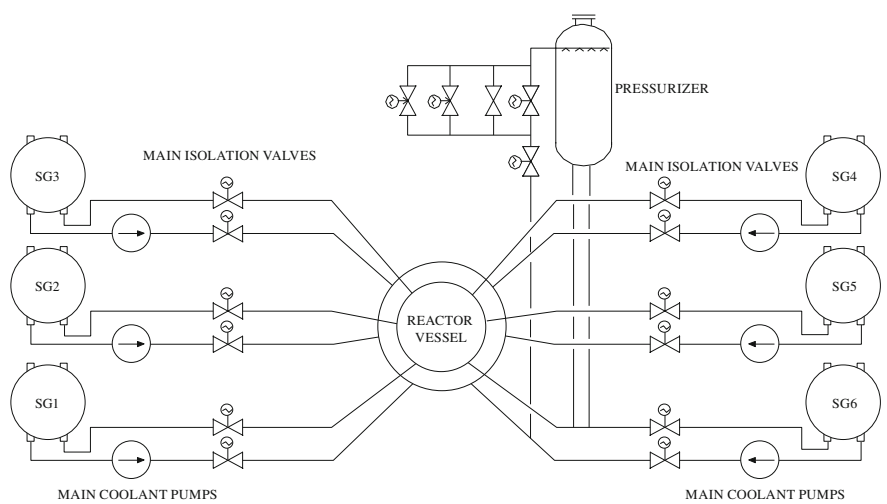 PRESSURIZER
MAIN ISOLATION VALVES
MAIN ISOLATION VALVES
SG3
SG4
SG2
SG5
REACTOR
VESSEL
SG1
SG6
MAIN COOLANT PUMPS
MAIN COOLANT PUMPS